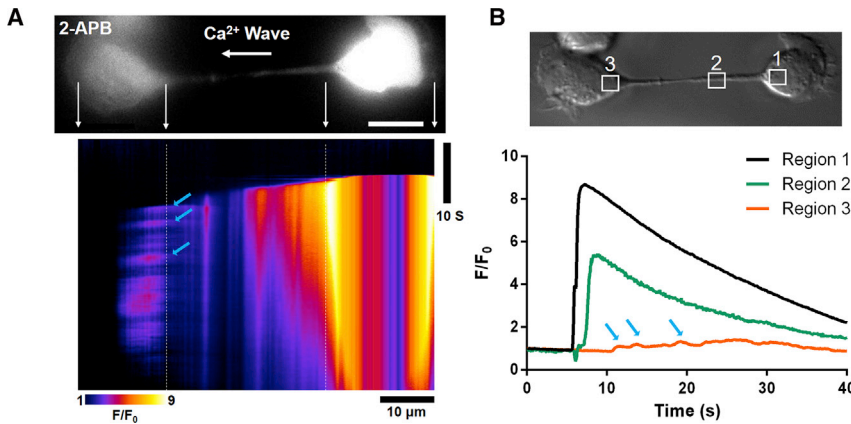 A
2-APB
Ca²⁺ Wave
10 S
1 9
F/F₀
10 μm
B
3 2 1
10
8
6
4
2
0
F/F₀
Region 1
Region 2
Region 3
0 10 20 30 40
Time (s)